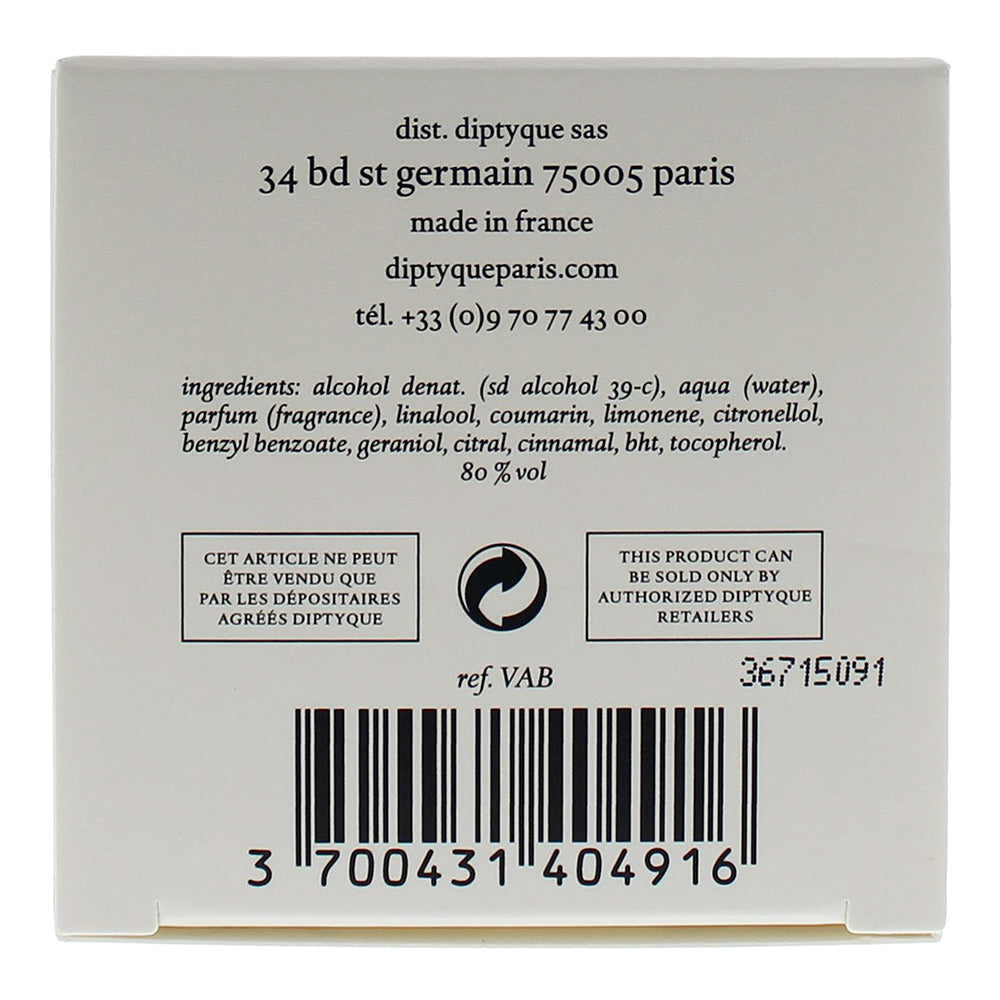 dist. diptyque sas
34 bd st germain 75005 paris
made in france
diptyqueparis.com
tél. +33 (0)9 70 77 43 00
ingredients: alcohol denat. (sd alcohol 39-c), aqua (water),
parfum (fragrance), linalool, coumarin, limonene, citronellol,
benzyl benzoate, geraniol, citral, cinnamal, bht, tocopherol.
80 % vol
CET ARTICLE NE PEUT
ÊTRE VENDU QUE
PAR LES DÉPOSITAIRES
AGRÉÉS DIPTYQUE
THIS PRODUCT CAN
BE SOLD ONLY BY
AUTHORIZED DIPTYQUE
RETAILERS
ref. VAB
36715091
3 700431 404916